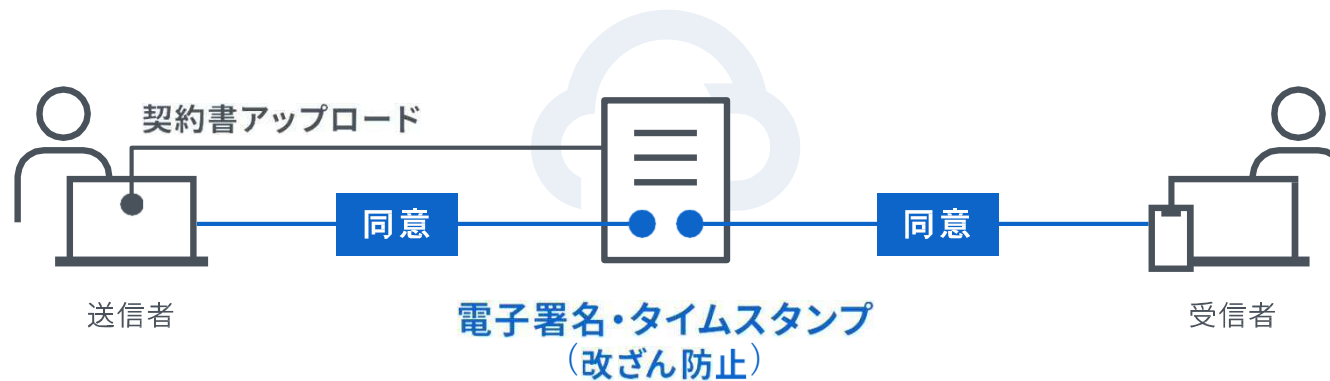 契約書アップロード
同意
同意
送信者
電子署名・タイムスタンプ
（改ざん防止）
受信者